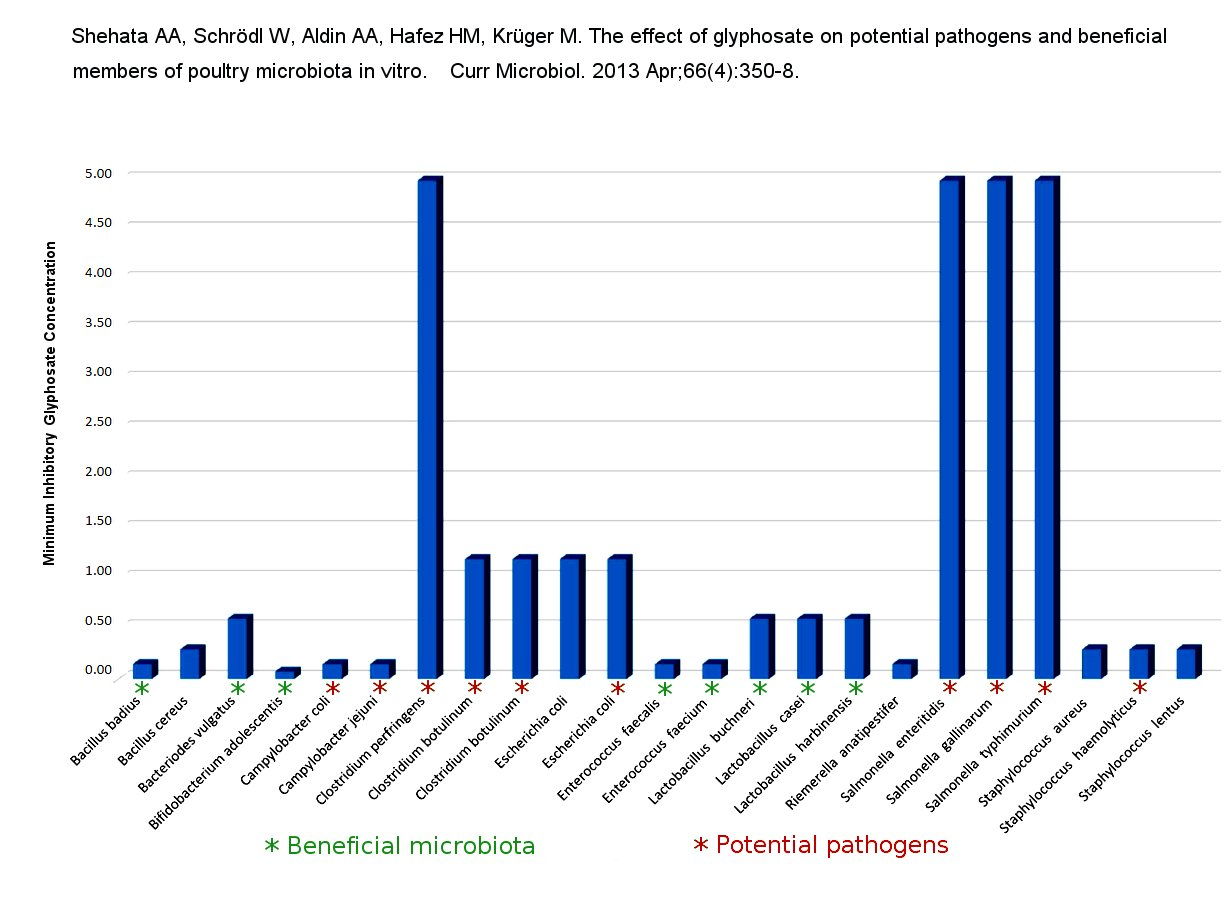 Shehata AA, Schrödl W, Aldin AA, Hafez HM, Krüger M. The effect of glyphosate on potential pathogens and beneficial
members of poultry microbiota in vitro. Curr Microbiol. 2013 Apr;66(4):350-8.
Minimum Inhibitory Glyphosate Concentration
5.00
4.50
4.00
3.50
3.00
2.50
2.00
1.50
1.00
0.50
0.00
Bacillus badius
Bacillus cereus
Bacteriodes vulgatus
Bifidobacterium adolescentis
Campylobacter coli
Campylobacter jejuni
Clostridium perfringens
Clostridium botulinum
Clostridium botulinum
Escherichia coli
Escherichia coli
Enterococcus faecalis
Enterococcus faecium
Lactobacillus buchneri
Lactobacillus casei
Lactobacillus harbinensis
Riemerella anatipestifer
Salmonella enteritidis
Salmonella gallinarum
Salmonella typhimurium
Staphylococcus aureus
Staphylococcus haemolyticus
Staphylococcus lentus
* Beneficial microbiota
* Potential pathogens